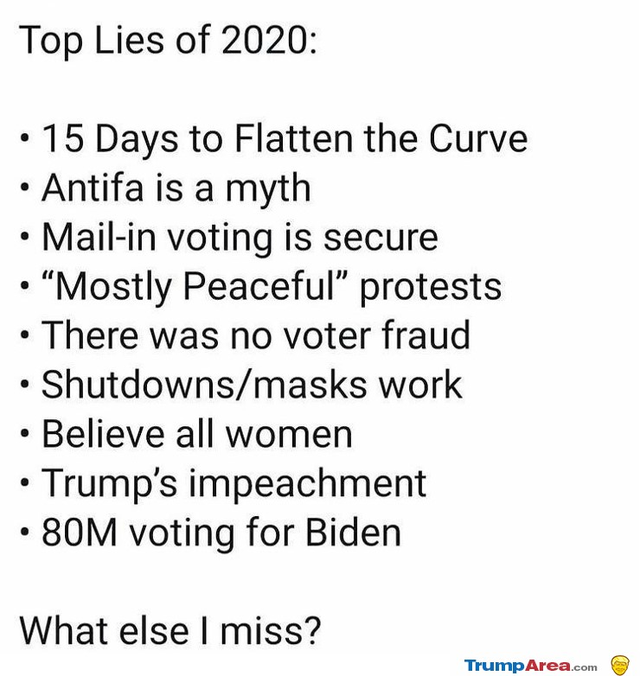 Top Lies of 2020:
• 15 Days to Flatten the Curve
• Antifa is a myth
• Mail-in voting is secure
• “Mostly Peaceful” protests
• There was no voter fraud
• Shutdowns/masks work
• Believe all women
• Trump's impeachment
• 80M voting for Biden
What else I miss?
TrumpArea.com